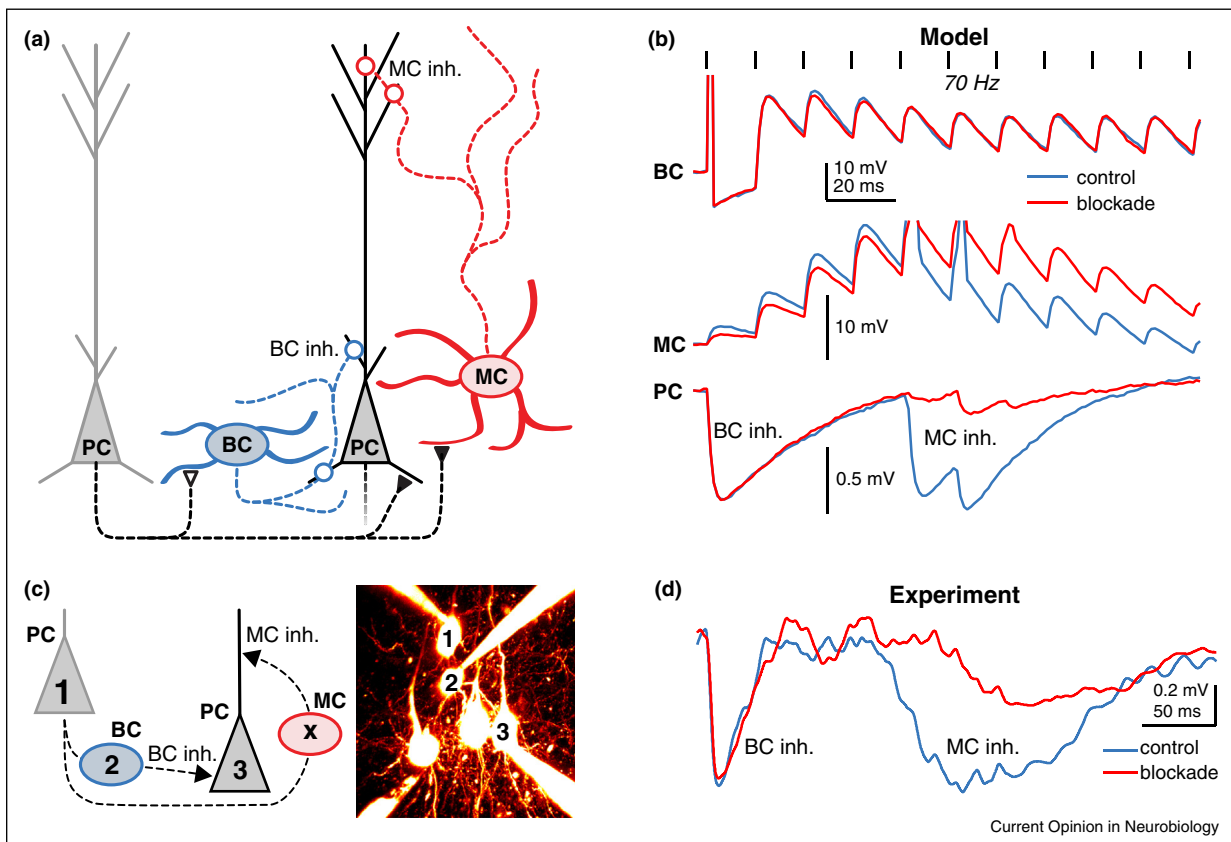 (a)
MC inh.
BC inh.
MC
PC
BC
PC
(b)
Model
70 Hz
BC
10 mV
20 ms
control
blockade
MC
10 mV
PC
BC inh.
MC inh.
0.5 mV
(c)
PC
1
MC inh.
PC
MC
x
BC
2
BC inh.
3
1
2
3
(d)
Experiment
BC inh.
MC inh.
0.2 mV
50 ms
control
blockade
Current Opinion in Neurobiology